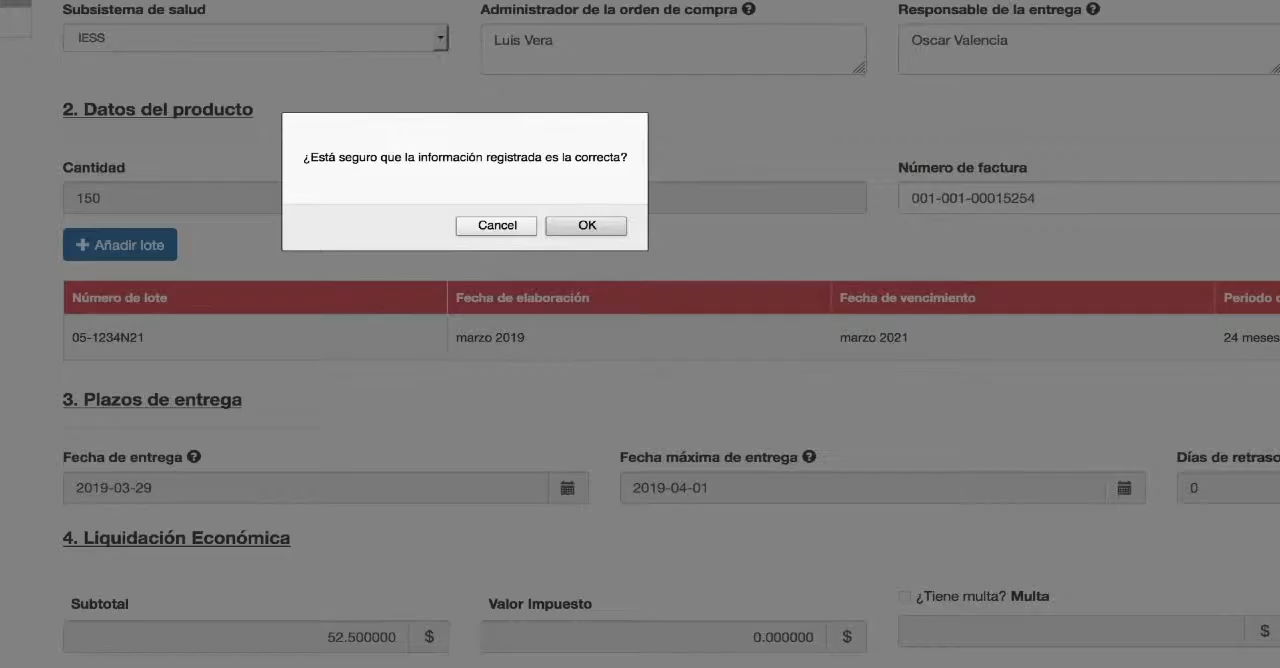 Subsistema de salud
Administrador de la orden de compra
Responsable de la entrega
IESS
Luis Vera
Oscar Valencia
2. Datos del producto
¿Está seguro que la información registrada es la correcta?
Cancel
OK
Cantidad
Número de factura
150
001-001-00015254
Añadir lote
Número de lote
Fecha de elaboración
Fecha de vencimiento
Periodo
05-1234N21
marzo 2019
marzo 2021
24 meses
3. Plazos de entrega
Fecha de entrega
Fecha máxima de entrega
Días de retraso
2019-03-29
2019-04-01
0
4. Liquidación Económica
Subtotal
Valor Impuesto
¿Tiene multa? Multa
52.500000 $
0.000000 $
$